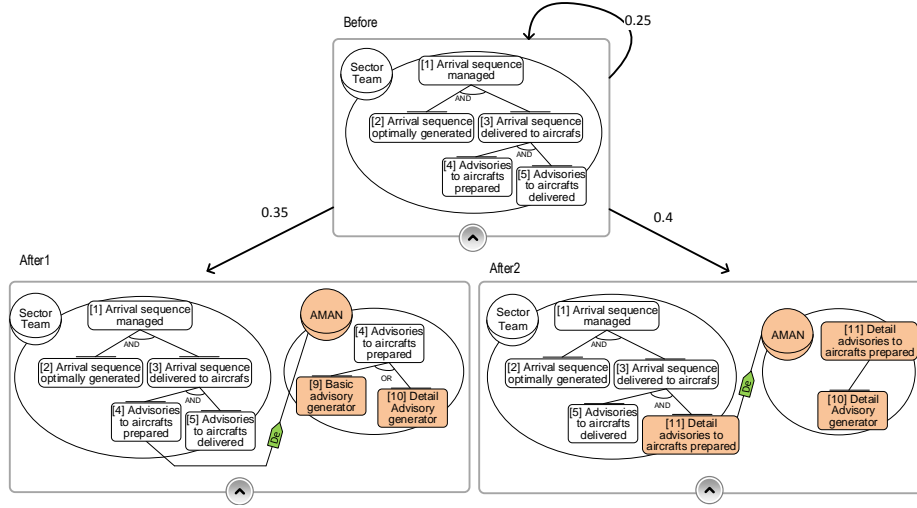 Before
0.25
Sector
Team
[1] Arrival sequence
managed
AND
[2] Arrival sequence
optimally generated
[3] Arrival sequence
delivered to aircrafs
AND
[4] Advisories
to aircrafts
prepared
[5] Advisories
to aircrafts
delivered
0.35
0.4
After1
Sector
Team
[1] Arrival sequence
managed
AND
[2] Arrival sequence
optimally generated
[3] Arrival sequence
delivered to aircrafs
AND
[4] Advisories
to aircrafts
prepared
[5] Advisories
to aircrafts
delivered
De
AMAN
[4] Advisories
to aircrafts
prepared
OR
[9] Basic
advisory
generator
[10] Detail
Advisory
generator
After2
Sector
Team
[1] Arrival sequence
managed
AND
[2] Arrival sequence
optimally generated
[3] Arrival sequence
delivered to aircrafs
AND
[5] Advisories
to aircrafts
delivered
[11] Detail
advisories to
aircrafts prepared
De
AMAN
[11] Detail
advisories to
aircrafts prepared
[10] Detail
Advisory
generator